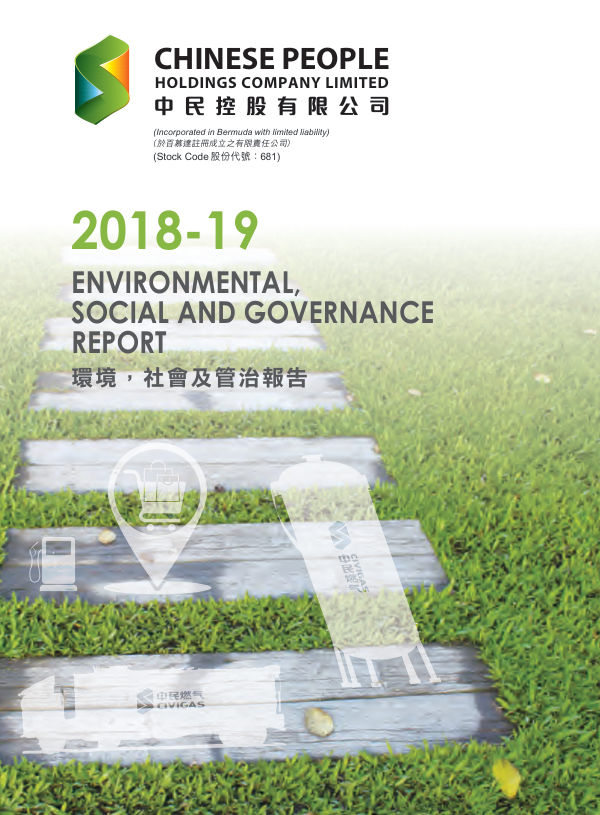 CHINESE PEOPLE
HOLDINGS COMPANY LIMITED
中民控股有限公司
(Incorporated in Bermuda with limited liability)
(於百慕達註冊成立之有限責任公司)
(Stock Code 股份代號：681)
2018-19
ENVIRONMENTAL,
SOCIAL AND GOVERNANCE
REPORT
環境，社會及管治報告
CIVIGAS
中民燃气
CIVIGAS